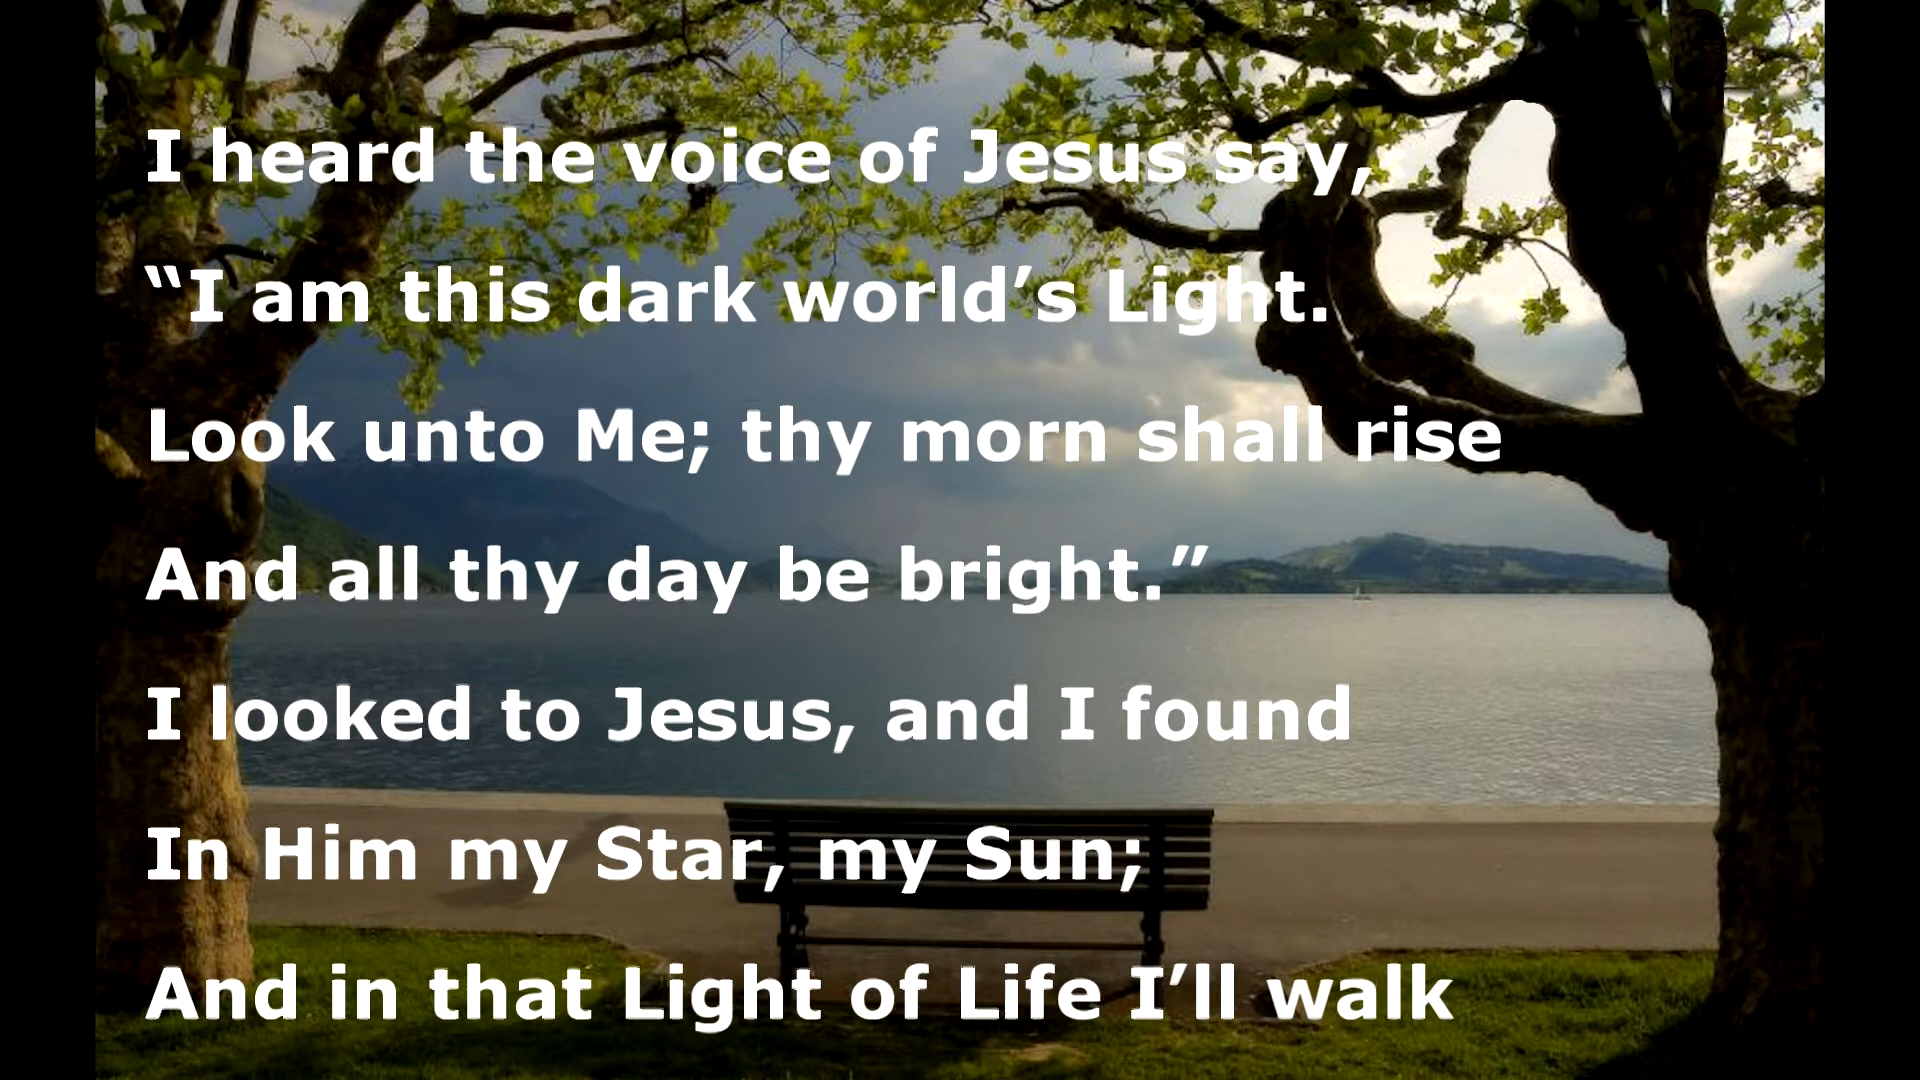 I heard the voice of Jesus say,
“I am this dark world’s Light.
Look unto Me; thy morn shall rise
And all thy day be bright.”
I looked to Jesus, and I found
In Him my Star, my Sun;
And in that Light of Life I’ll walk